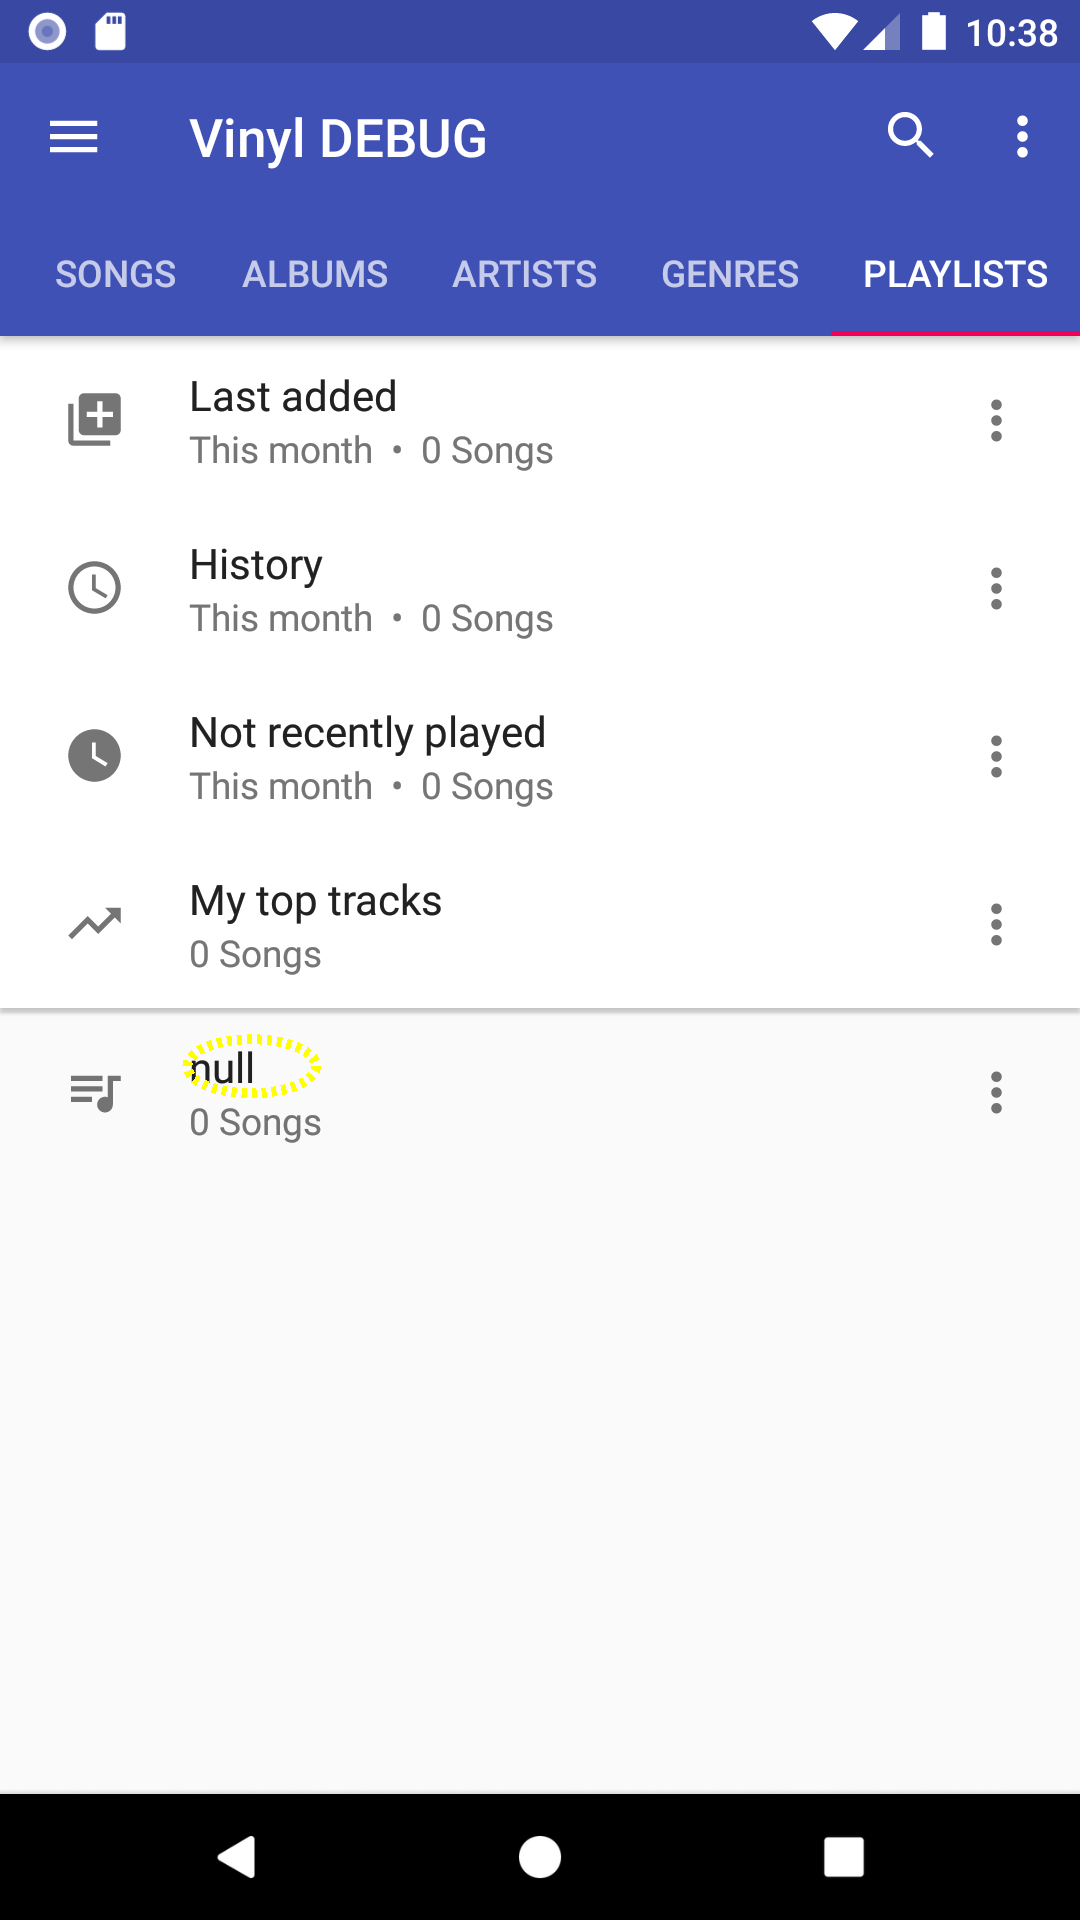 10:38
Vinyl DEBUG
SONGS ALBUMS ARTISTS GENRES PLAYLISTS
Last added
This month • 0 Songs
History
This month • 0 Songs
Not recently played
This month • 0 Songs
My top tracks
0 Songs
null
0 Songs